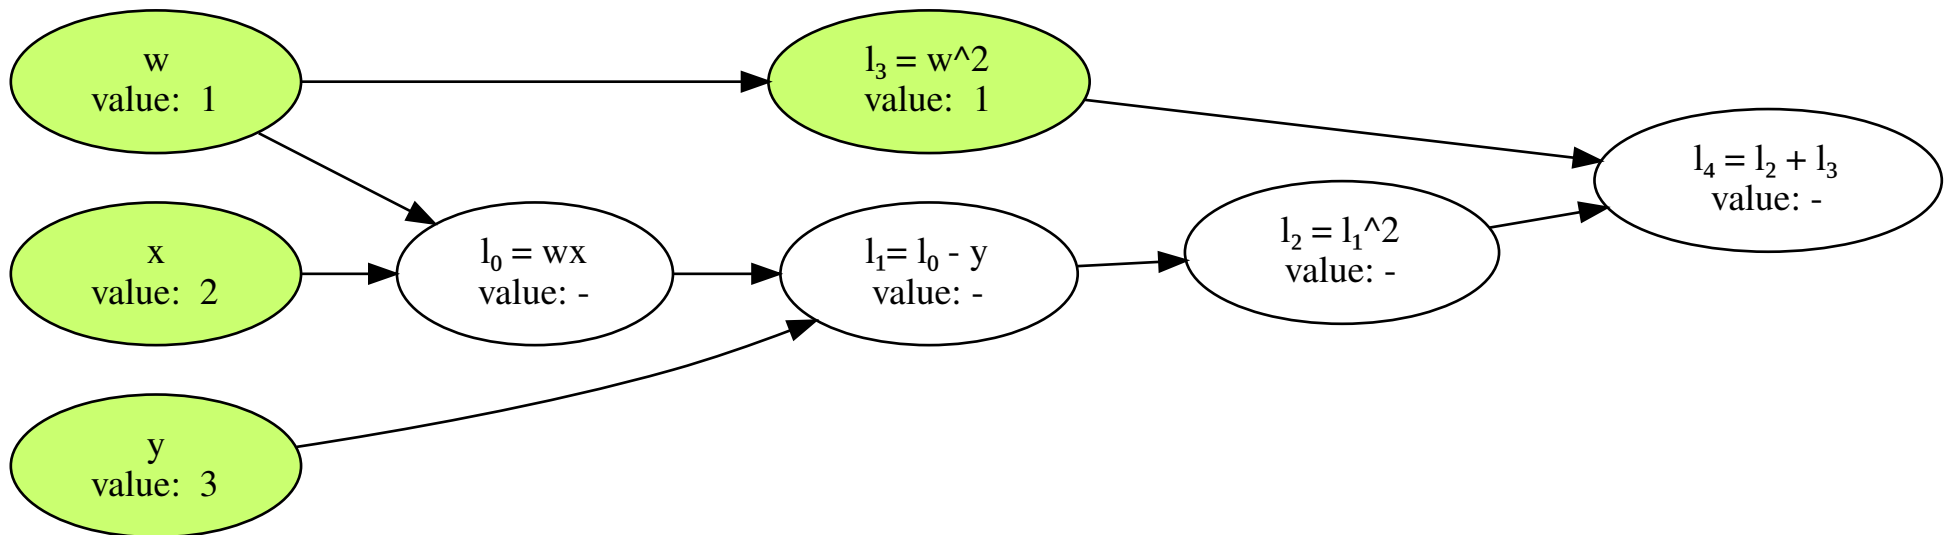 w
value:  1
l₃ = w^2
value:  1
l₄ = l₂ + l₃
value: -
x
value:  2
l₀ = wx
value: -
l₁= l₀ - y
value: -
l₂ = l₁^2
value: -
y
value:  3